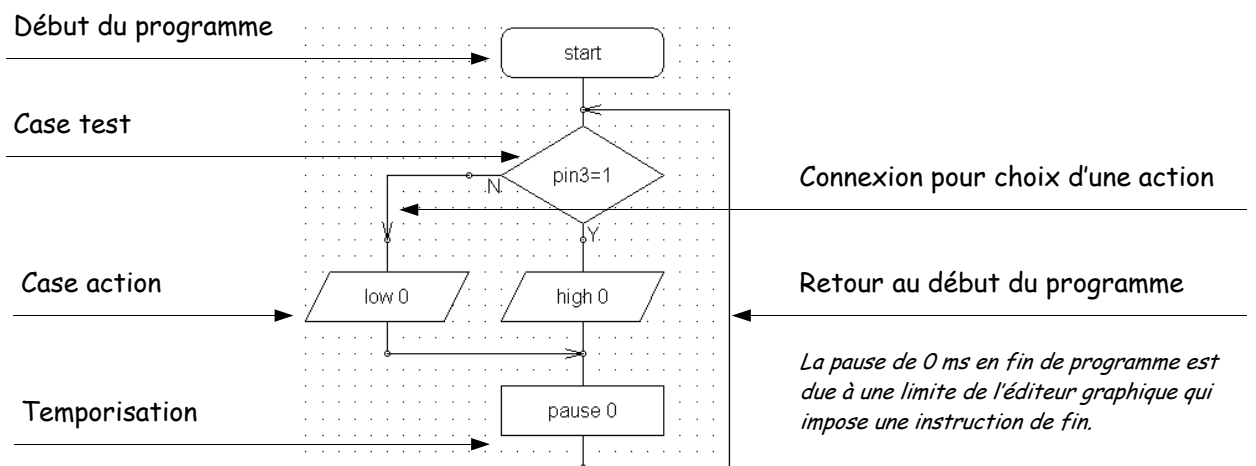 Début du programme
start
Case test
pin3=1
N
Y
Connexion pour choix d'une action
Case action
low 0
high 0
Retour au début du programme
La pause de 0 ms en fin de programme est
due à une limite de l'éditeur graphique qui
impose une instruction de fin.
Temporisation
pause 0